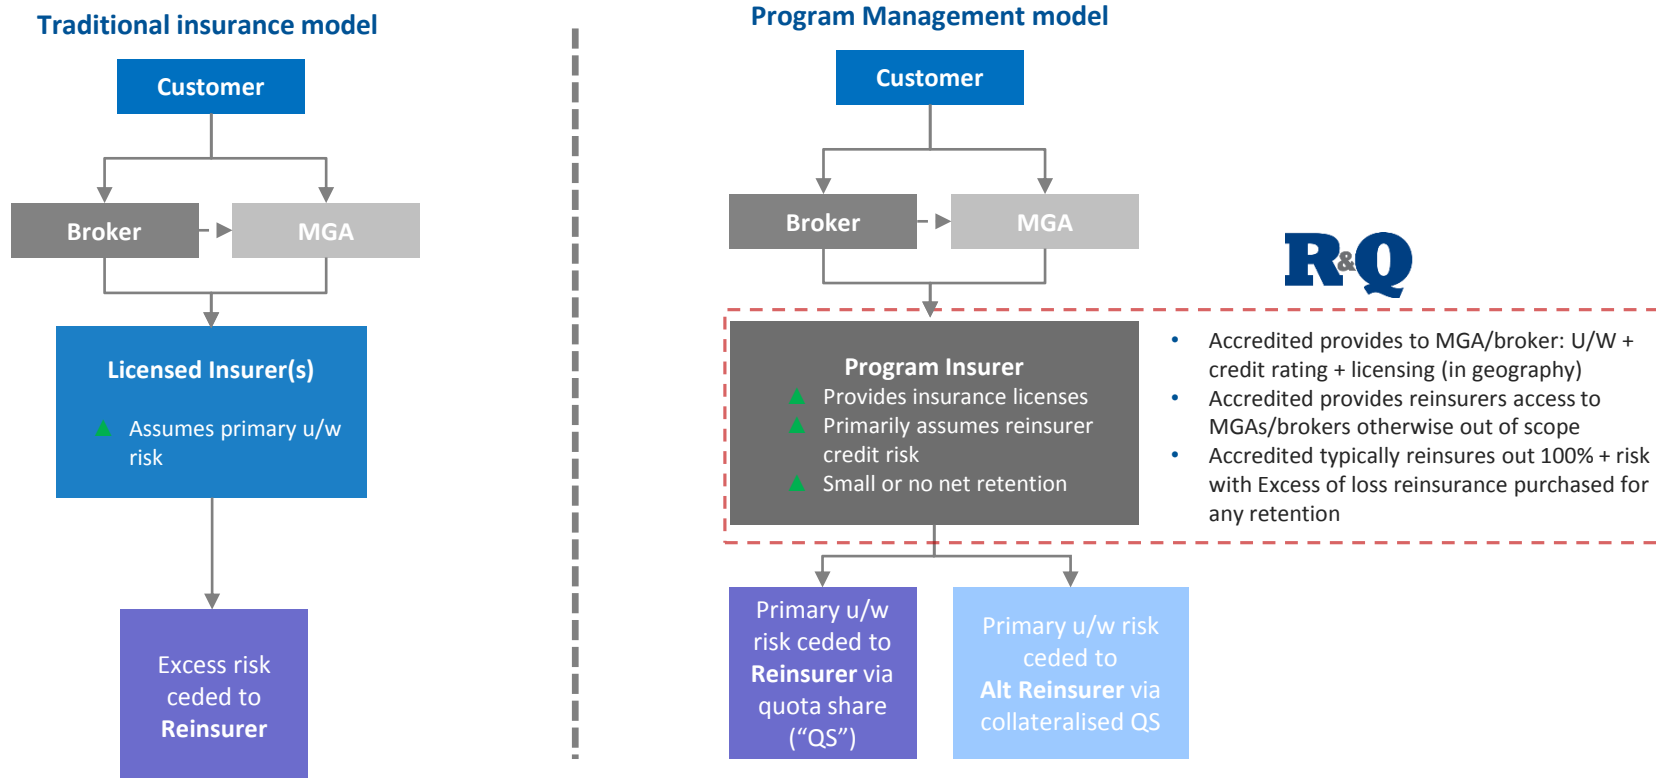 Traditional insurance model
Customer
Broker
MGA
Licensed Insurer(s)
Assumes primary u/w
risk
Excess risk
ceded to
Reinsurer
Program Management model
Customer
Broker
MGA
R&Q
Program Insurer
Provides insurance licenses
Primarily assumes reinsurer
credit risk
Small or no net retention
• Accredited provides to MGA/broker: U/W +
credit rating + licensing (in geography)
• Accredited provides reinsurers access to
MGAs/brokers otherwise out of scope
• Accredited typically reinsures out 100% + risk
with Excess of loss reinsurance purchased for
any retention
Primary u/w
risk ceded to
Reinsurer via
quota share
(“QS”)
Primary u/w risk
ceded to
Alt Reinsurer via
collateralised QS